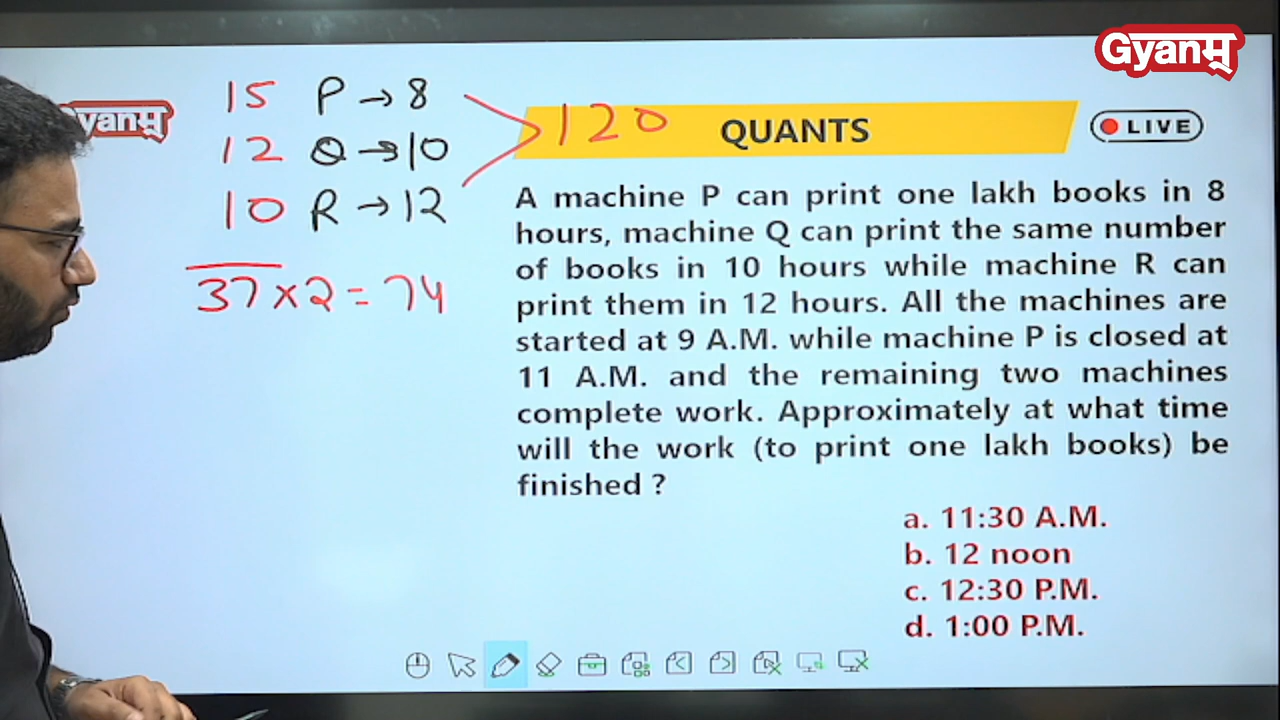 Gyanम्
yanम्
15 P → 8
12 Q → 10
10 R → 12
120
37 × 2 = 74
QUANTS
LIVE
A machine P can print one lakh books in 8
hours, machine Q can print the same number
of books in 10 hours while machine R can
print them in 12 hours. All the machines are
started at 9 A.M. while machine P is closed at
11 A.M. and the remaining two machines
complete work. Approximately at what time
will the work (to print one lakh books) be
finished ?
a. 11:30 A.M.
b. 12 noon
c. 12:30 P.M.
d. 1:00 P.M.